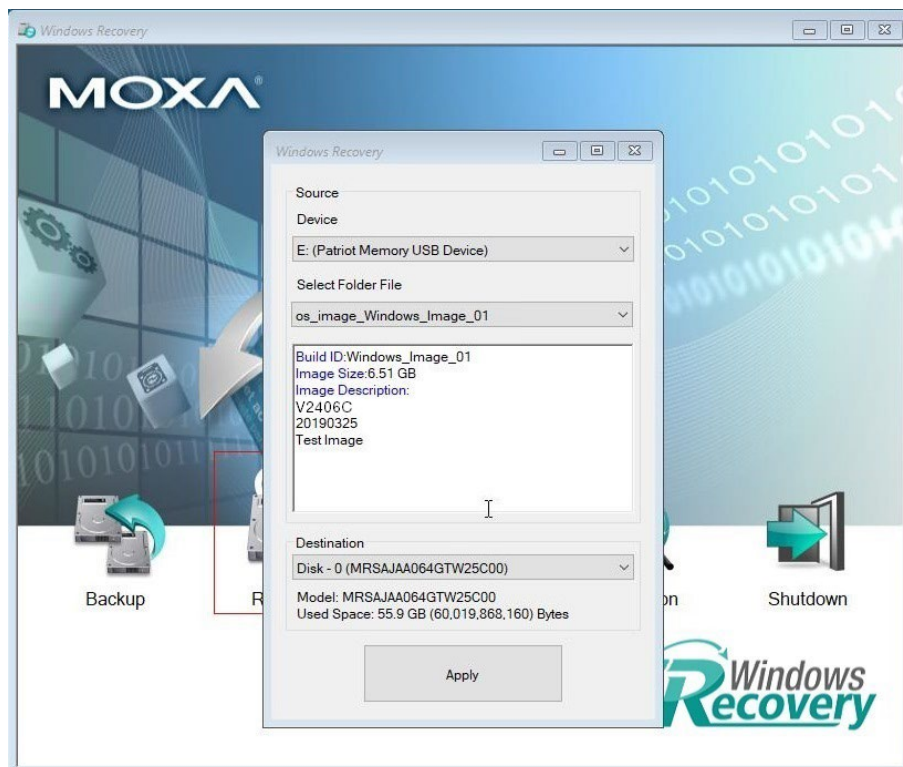 Windows Recovery
MOXA®
Windows Recovery
Source
Device
E: (Patriot Memory USB Device)
Select Folder File
os_image_Windows_Image_01
Build ID:Windows_Image_01
Image Size:6.51 GB
Image Description:
V2406C
20190325
Test Image
Destination
Disk - 0 (MRSAJAA064GTW25C00)
Model: MRSAJAA064GTW25C00
Used Space: 55.9 GB (60,019,868,160) Bytes
Apply
Backup
Shutdown
Windows
Recovery